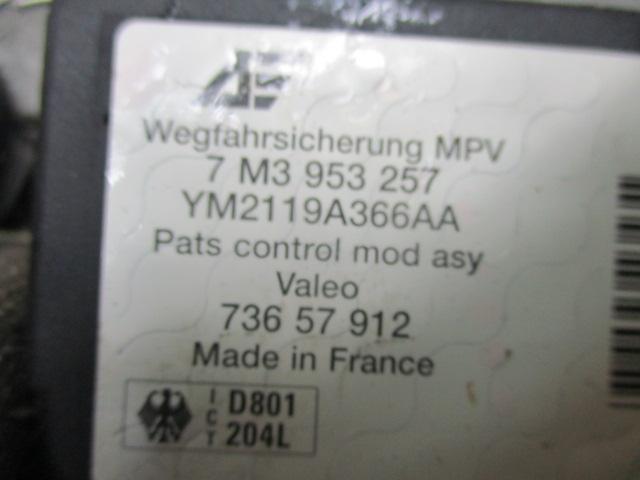 Wegfahrsicherung MPV
7 M3 953 257
YM2119A366AA
Pats control mod asy
Valeo
736 57 912
Made in France
ICT D801
204L